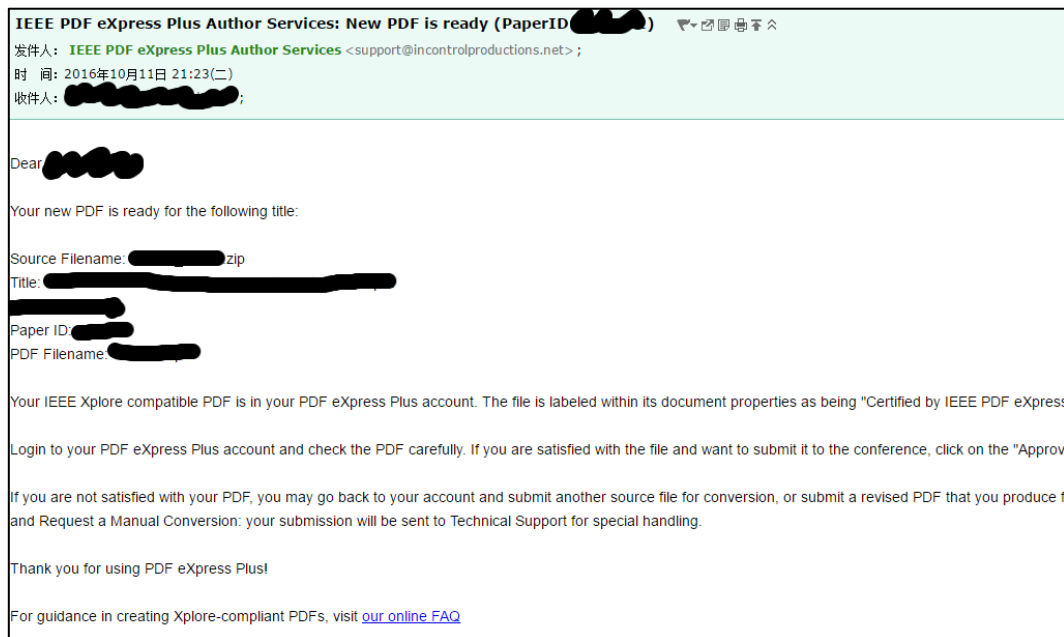 IEEE PDF eXpress Plus Author Services: New PDF is ready (PaperID )
发件人： IEEE PDF eXpress Plus Author Services <support@incontrolproductions.net>;
时 间：2016年10月11日 21:23(二)
收件人： ;
Dear
Your new PDF is ready for the following title:
Source Filename: zip
Title:
Paper ID:
PDF Filename:
Your IEEE Xplore compatible PDF is in your PDF eXpress Plus account. The file is labeled within its document properties as being "Certified by IEEE PDF eXpress
Login to your PDF eXpress Plus account and check the PDF carefully. If you are satisfied with the file and want to submit it to the conference, click on the "Approv
If you are not satisfied with your PDF, you may go back to your account and submit another source file for conversion, or submit a revised PDF that you produce f
and Request a Manual Conversion: your submission will be sent to Technical Support for special handling.
Thank you for using PDF eXpress Plus!
For guidance in creating Xplore-compliant PDFs, visit our online FAQ